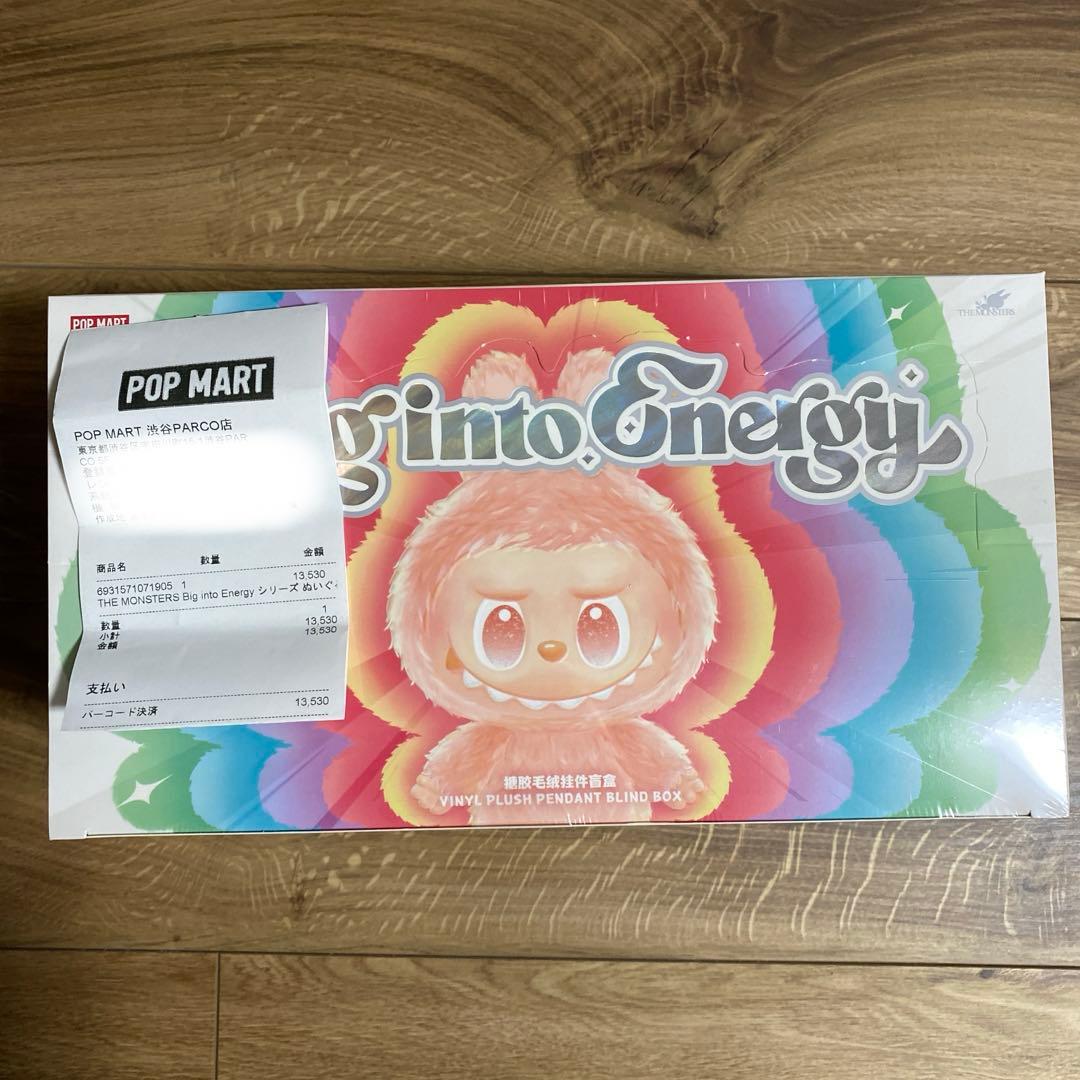 POP MART
THE MONSTERS
POP MART
POP MART 渋谷PARCO店
東京都渋谷区
CO
商品名 数量 金額
6931571071905 1 13,530
THE MONSTERS Big into Energy シリーズ ぬいぐ
数量 1
小計 13,530
金額 13,530
支払い
バーコード決済 13,530
g into Energy
搪胶毛绒挂件盲盒
VINYL PLUSH PENDANT BLIND BOX